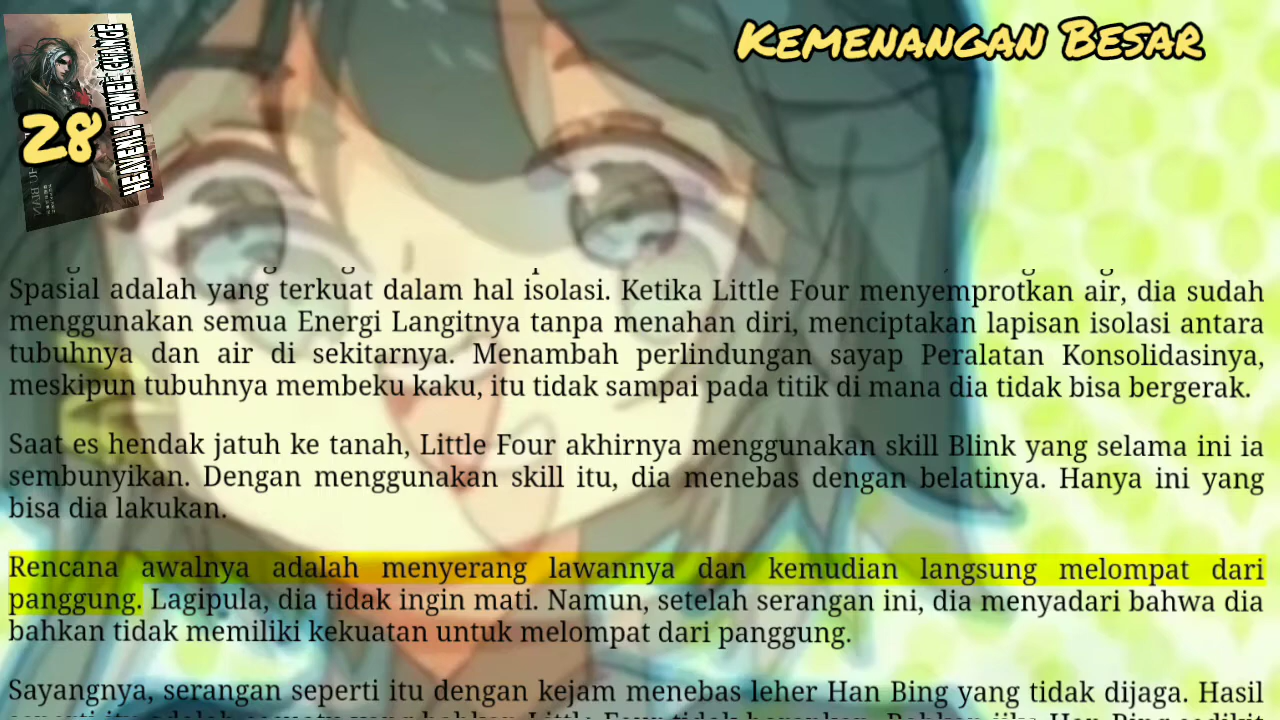 Kemenangan Besar
28
HEAVENLY JEWEL CHANGE
Spasial adalah yang terkuat dalam hal isolasi. Ketika Little Four menyemprotkan air, dia sudah
menggunakan semua Energi Langitnya tanpa menahan diri, menciptakan lapisan isolasi antara
tubuhnya dan air di sekitarnya. Menambah perlindungan sayap Peralatan Konsolidasinya,
meskipun tubuhnya membeku kaku, itu tidak sampai pada titik di mana dia tidak bisa bergerak.
Saat es hendak jatuh ke tanah, Little Four akhirnya menggunakan skill Blink yang selama ini ia
sembunyikan. Dengan menggunakan skill itu, dia menebas dengan belatinya. Hanya ini yang
bisa dia lakukan.
Rencana awalnya adalah menyerang lawannya dan kemudian langsung melompat dari
panggung. Lagipula, dia tidak ingin mati. Namun, setelah serangan ini, dia menyadari bahwa dia
bahkan tidak memiliki kekuatan untuk melompat dari panggung.
Sayangnya, serangan seperti itu dengan kejam menebas leher Han Bing yang tidak dijaga. Hasil